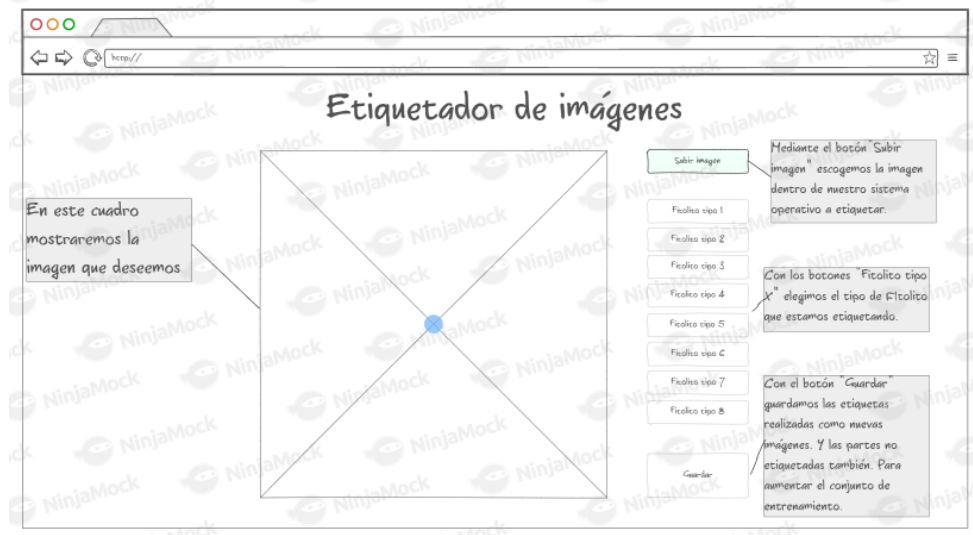 http://
Etiquetador de imágenes
En este cuadro
mostraremos la
imagen que deseemos
Subir imagen
Fitolito tipo 1
Fitolito tipo 2
Fitolito tipo 3
Fitolito tipo 4
Fitolito tipo 5
Fitolito tipo 6
Fitolito tipo 7
Fitolito tipo 8
Guardar
Mediante el botón "Subir
imagen" escogemos la imagen
dentro de nuestro sistema
operativo a etiquetar.
Con los botones "Fitolito tipo
X" elegimos el tipo de Fitolito
que estamos etiquetando.
Con el botón "Guardar"
guardamos las etiquetas
realizadas como nuevas
imágenes. Y las partes no
etiquetadas también. Para
aumentar el conjunto de
entrenamiento.
NinjaMock